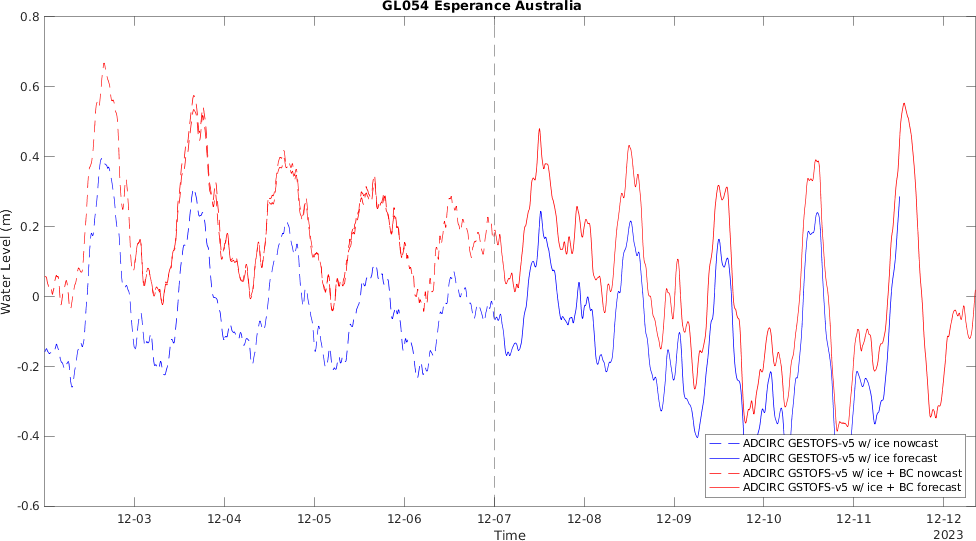 GL054 Esperance Australia
Water Level (m)
0.8
0.6
0.4
0.2
0
-0.2
-0.4
-0.6
ADCIRC GESTOFS-v5 w/ ice nowcast
ADCIRC GESTOFS-v5 w/ ice forecast
ADCIRC GSTOFS-v5 w/ ice + BC nowcast
ADCIRC GSTOFS-v5 w/ ice + BC forecast
12-03 12-04 12-05 12-06 12-07 12-08 12-09 12-10 12-11 12-12
Time 2023